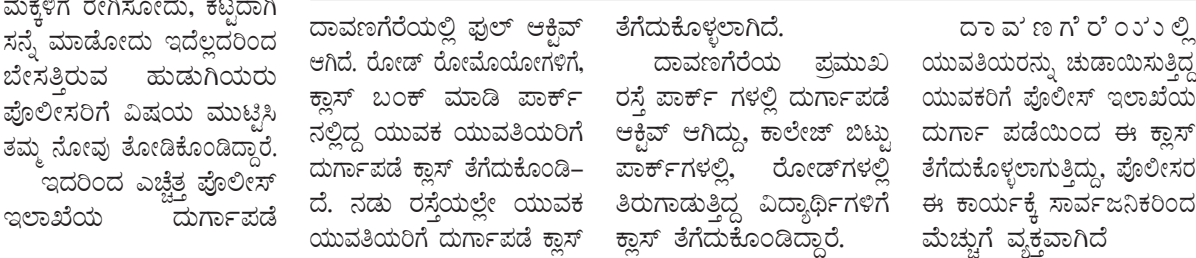 ಮಕ್ಕಳಿಗೆ ರೇಗಿಸೋದು, ಕೆಟ್ಟದಾಗಿ
ಸನ್ನೆ ಮಾಡೋದು ಇದೆಲ್ಲದರಿಂದ
ಬೇಸತ್ತಿರುವ ಹುಡುಗಿಯರು
ಪೊಲೀಸರಿಗೆ ವಿಷಯ ಮುಟ್ಟಿಸಿ
ತಮ್ಮ ನೋವು ತೋಡಿಕೊಂಡಿದ್ದಾರೆ.
ಇದರಿಂದ ಎಚ್ಚೆತ್ತ ಪೊಲೀಸ್
ಇಲಾಖೆಯ ದುರ್ಗಾಪಡೆ
ದಾವಣಗೆರೆಯಲ್ಲಿ ಫುಲ್ ಆಕ್ಟಿವ್
ಆಗಿದೆ. ರೋಡ್ ರೋಮಿಯೋಗಳಿಗೆ,
ಕ್ಲಾಸ್ ಬಂಕ್ ಮಾಡಿ ಪಾರ್ಕ್
ನಲ್ಲಿದ್ದ ಯುವಕ ಯುವತಿಯರಿಗೆ
ದುರ್ಗಾಪಡೆ ಕ್ಲಾಸ್ ತೆಗೆದುಕೊಂಡಿ-
ದೆ. ನಡು ರಸ್ತೆಯಲ್ಲೇ ಯುವಕ
ಯುವತಿಯರಿಗೆ ದುರ್ಗಾಪಡೆ ಕ್ಲಾಸ್
ತೆಗೆದುಕೊಳ್ಳಲಾಗಿದೆ.
ದಾವಣಗೆರೆಯ ಪ್ರಮುಖ
ರಸ್ತೆ ಪಾರ್ಕ್ ಗಳಲ್ಲಿ ದುರ್ಗಾಪಡೆ
ಆಕ್ಟಿವ್ ಆಗಿದ್ದು, ಕಾಲೇಜ್ ಬಿಟ್ಟು
ಪಾರ್ಕ್‌ಗಳಲ್ಲಿ, ರೋಡ್‌ಗಳಲ್ಲಿ
ತಿರುಗಾಡುತ್ತಿದ್ದ ವಿದ್ಯಾರ್ಥಿಗಳಿಗೆ
ಕ್ಲಾಸ್ ತೆಗೆದುಕೊಂಡಿದ್ದಾರೆ.
ದಾವಣಗೆರೆಯಲ್ಲಿ
ಯುವತಿಯರನ್ನು ಚುಡಾಯಿಸುತ್ತಿದ್ದ
ಯುವಕರಿಗೆ ಪೊಲೀಸ್ ಇಲಾಖೆಯ
ದುರ್ಗಾ ಪಡೆಯಿಂದ ಈ ಕ್ಲಾಸ್
ತೆಗೆದುಕೊಳ್ಳಲಾಗುತ್ತಿದ್ದು, ಪೊಲೀಸರ
ಈ ಕಾರ್ಯಕ್ಕೆ ಸಾರ್ವಜನಿಕರಿಂದ
ಮೆಚ್ಚುಗೆ ವ್ಯಕ್ತವಾಗಿದೆ